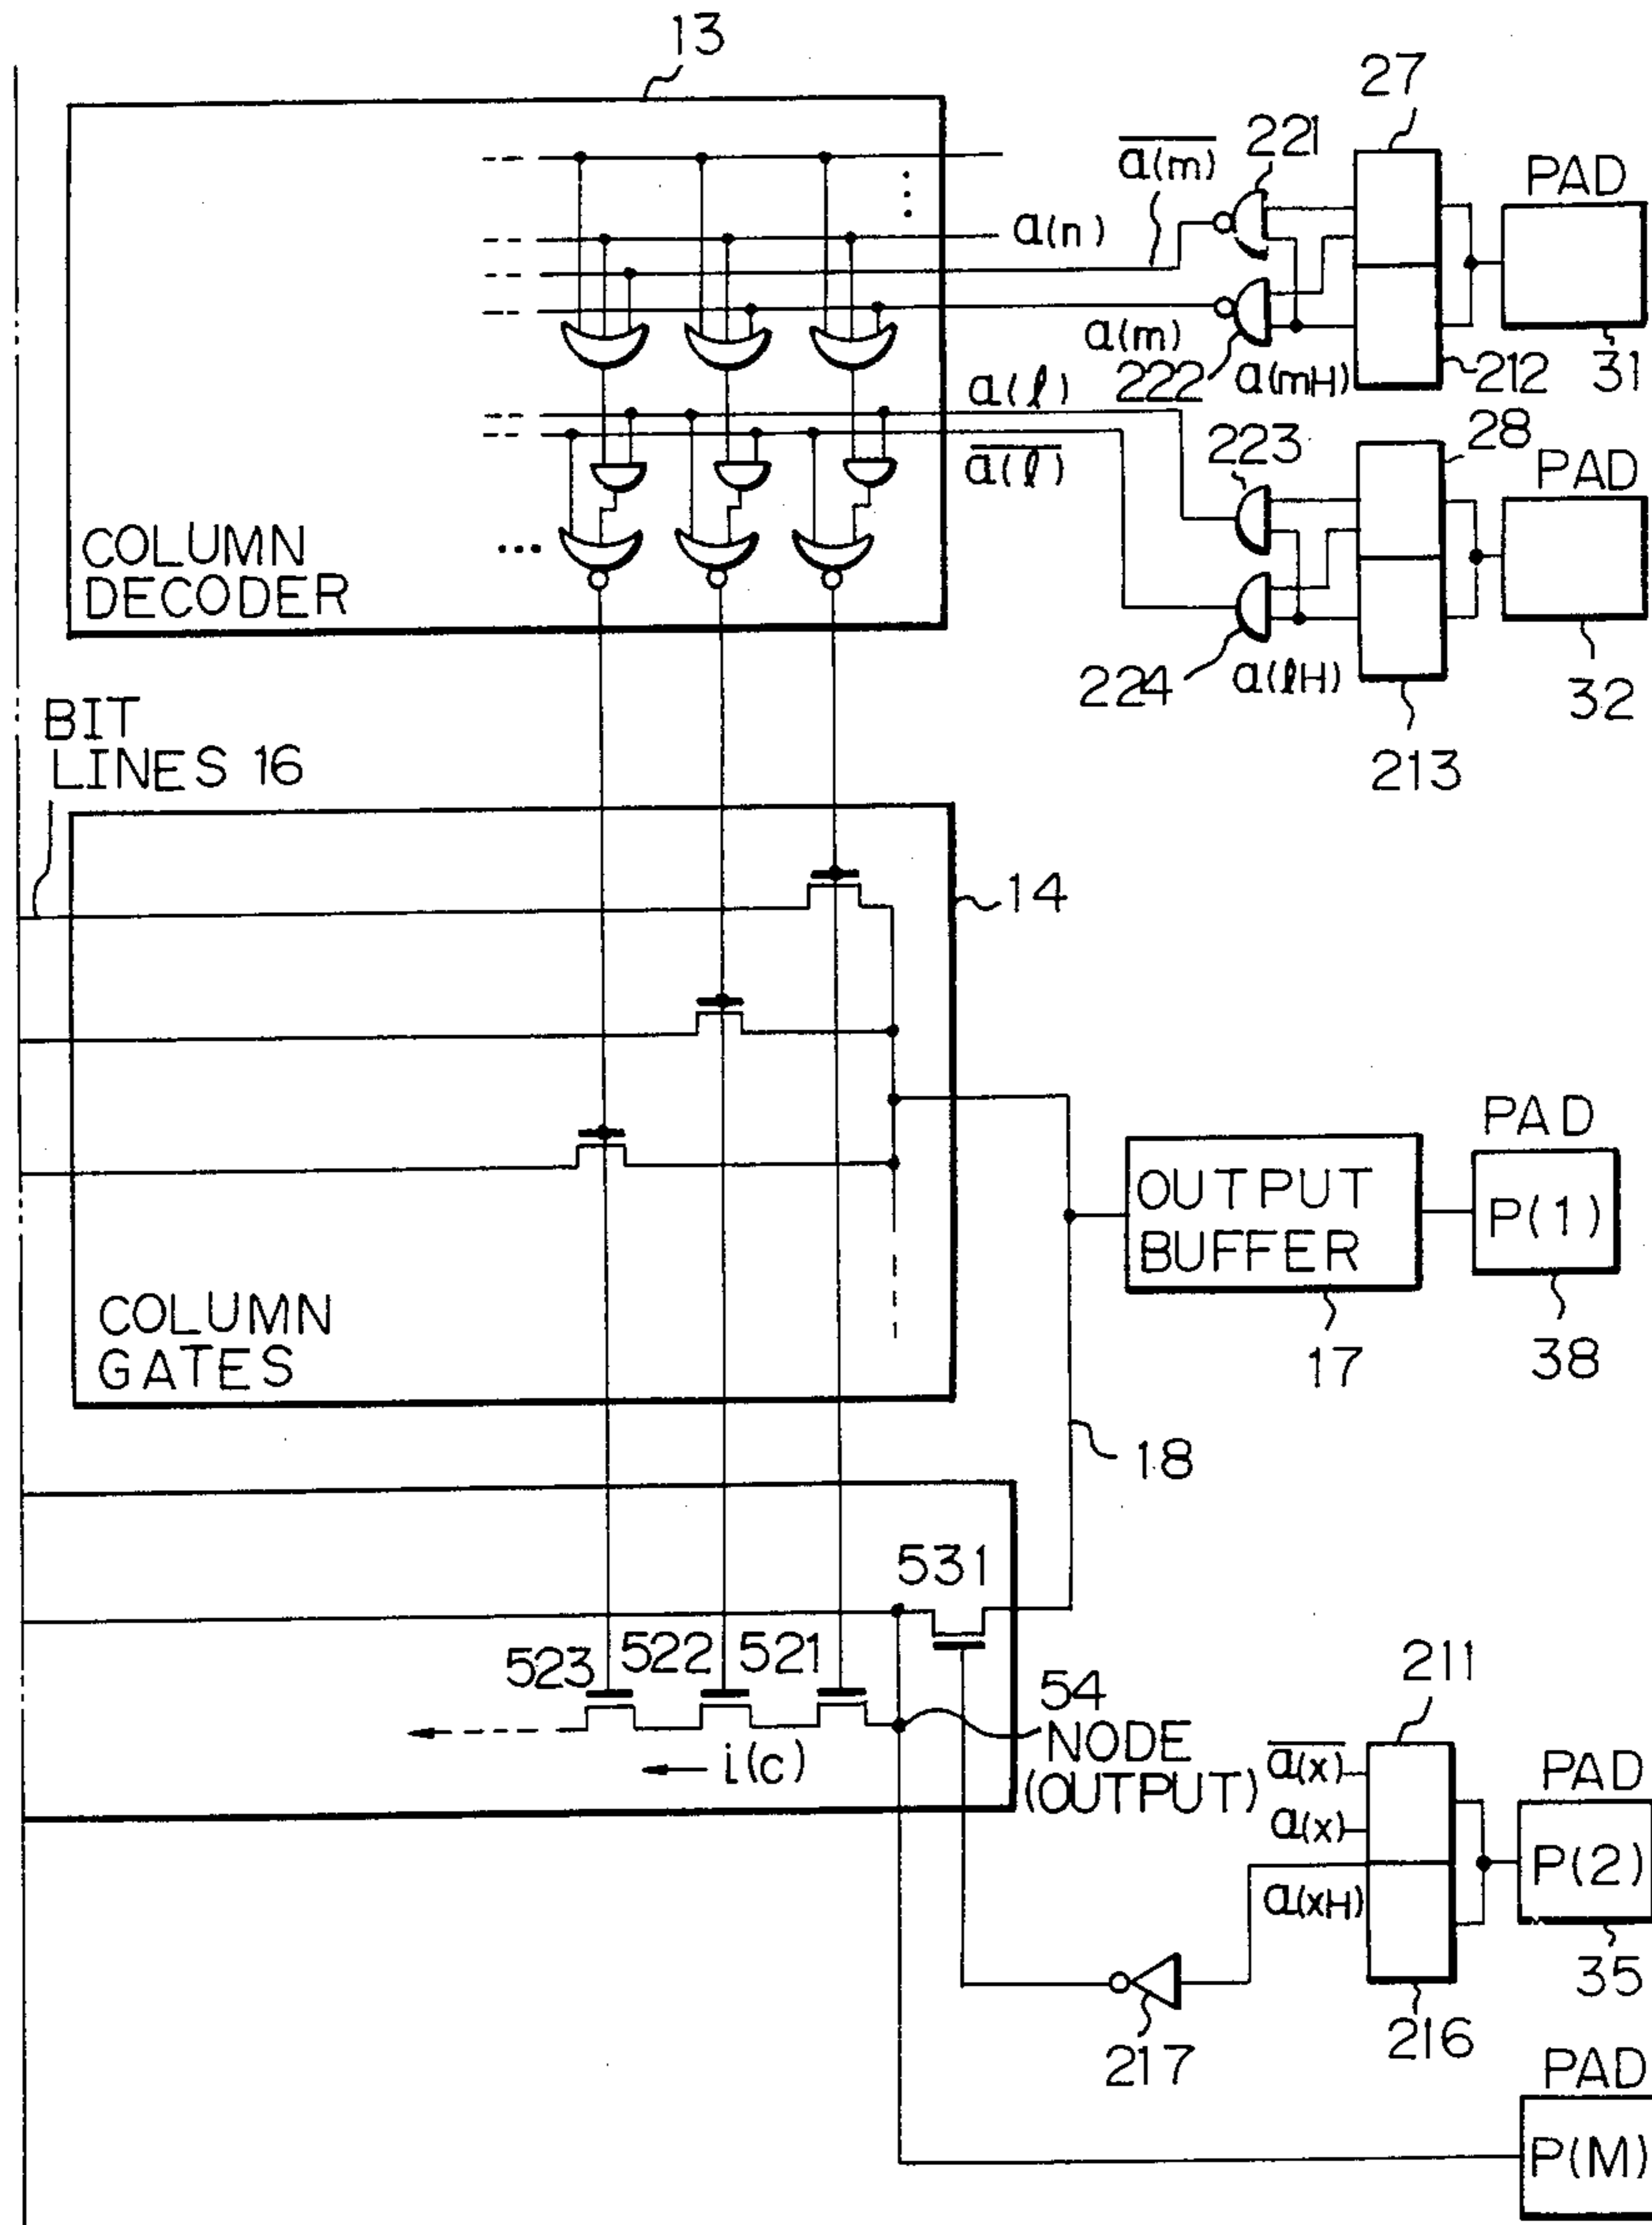 13
27
221
a(m)
PAD
a(n)
a(m)
222
a(mH)
212
31
a(ℓ)
28
223
PAD
a(ℓ)
COLUMN
DECODER
224
a(ℓH)
32
213
BIT
LINES 16
14
PAD
OUTPUT
BUFFER
P(1)
COLUMN
GATES
17
38
18
531
523
522
521
211
54
NODE
(OUTPUT)
i(c)
a(x)
PAD
a(x)
P(2)
a(xH)
35
217
216
PAD
P(M)